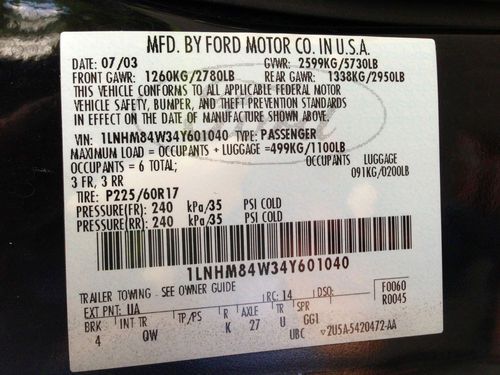 MFD. BY FORD MOTOR CO. IN U.S.A.
DATE: 07/03 GVWR: 2599KG/5730LB
FRONT GAWR: 1260KG/2780LB REAR GAWR: 1338KG/2950LB
THIS VEHICLE CONFORMS TO ALL APPLICABLE FEDERAL MOTOR
VEHICLE SAFETY, BUMPER, AND THEFT PREVENTION STANDARDS
IN EFFECT ON THE DATE OF MANUFACTURE SHOWN ABOVE.
VIN: 1LNHM84W34Y601040 TYPE: PASSENGER
MAXIMUM LOAD = OCCUPANTS + LUGGAGE = 499KG/1100LB
OCCUPANTS = 6 TOTAL; OCCUPANTS LUGGAGE
3 FR, 3 RR 091KG/0200LB
TIRE: P225/60R17
PRESSURE(FR): 240 kPa/35 PSI COLD
PRESSURE(RR): 240 kPa/35 PSI COLD
1LNHM84W34Y601040
TRAILER TOWING - SEE OWNER GUIDE
EXT PNT: UA RC: 14 DSO: F0060
R0045
BRK INT TR TP/PS R AXLE TR SPR
4 QW K 27 U GG1
UBC 2U5A-5420472-AA